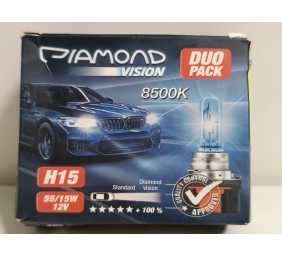 DIAMOND
VISION
DUO
PACK
8500K
H15
55/15W
12V
Standard
Diamond
vision
★★★★★ + 100 %
QUALITY CONTROL
APPROVED